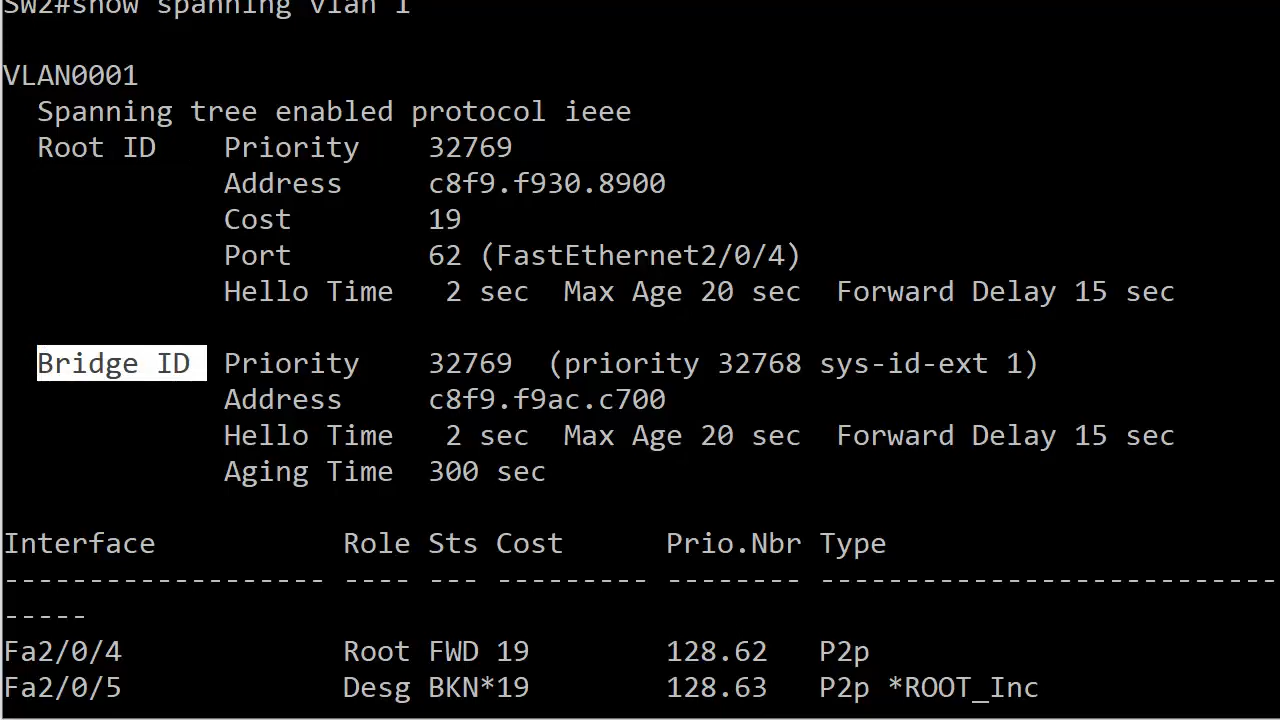 SW2#show spanning vlan 1
VLAN0001
Spanning tree enabled protocol ieee
Root ID Priority 32769
Address c8f9.f930.8900
Cost 19
Port 62 (FastEthernet2/0/4)
Hello Time 2 sec Max Age 20 sec Forward Delay 15 sec
Bridge ID Priority 32769 (priority 32768 sys-id-ext 1)
Address c8f9.f9ac.c700
Hello Time 2 sec Max Age 20 sec Forward Delay 15 sec
Aging Time 300 sec
Interface Role Sts Cost Prio.Nbr Type
------------------- ---- --- --------- -------- ---------------------------
-----
Fa2/0/4 Root FWD 19 128.62 P2p
Fa2/0/5 Desg BKN*19 128.63 P2p *ROOT_Inc